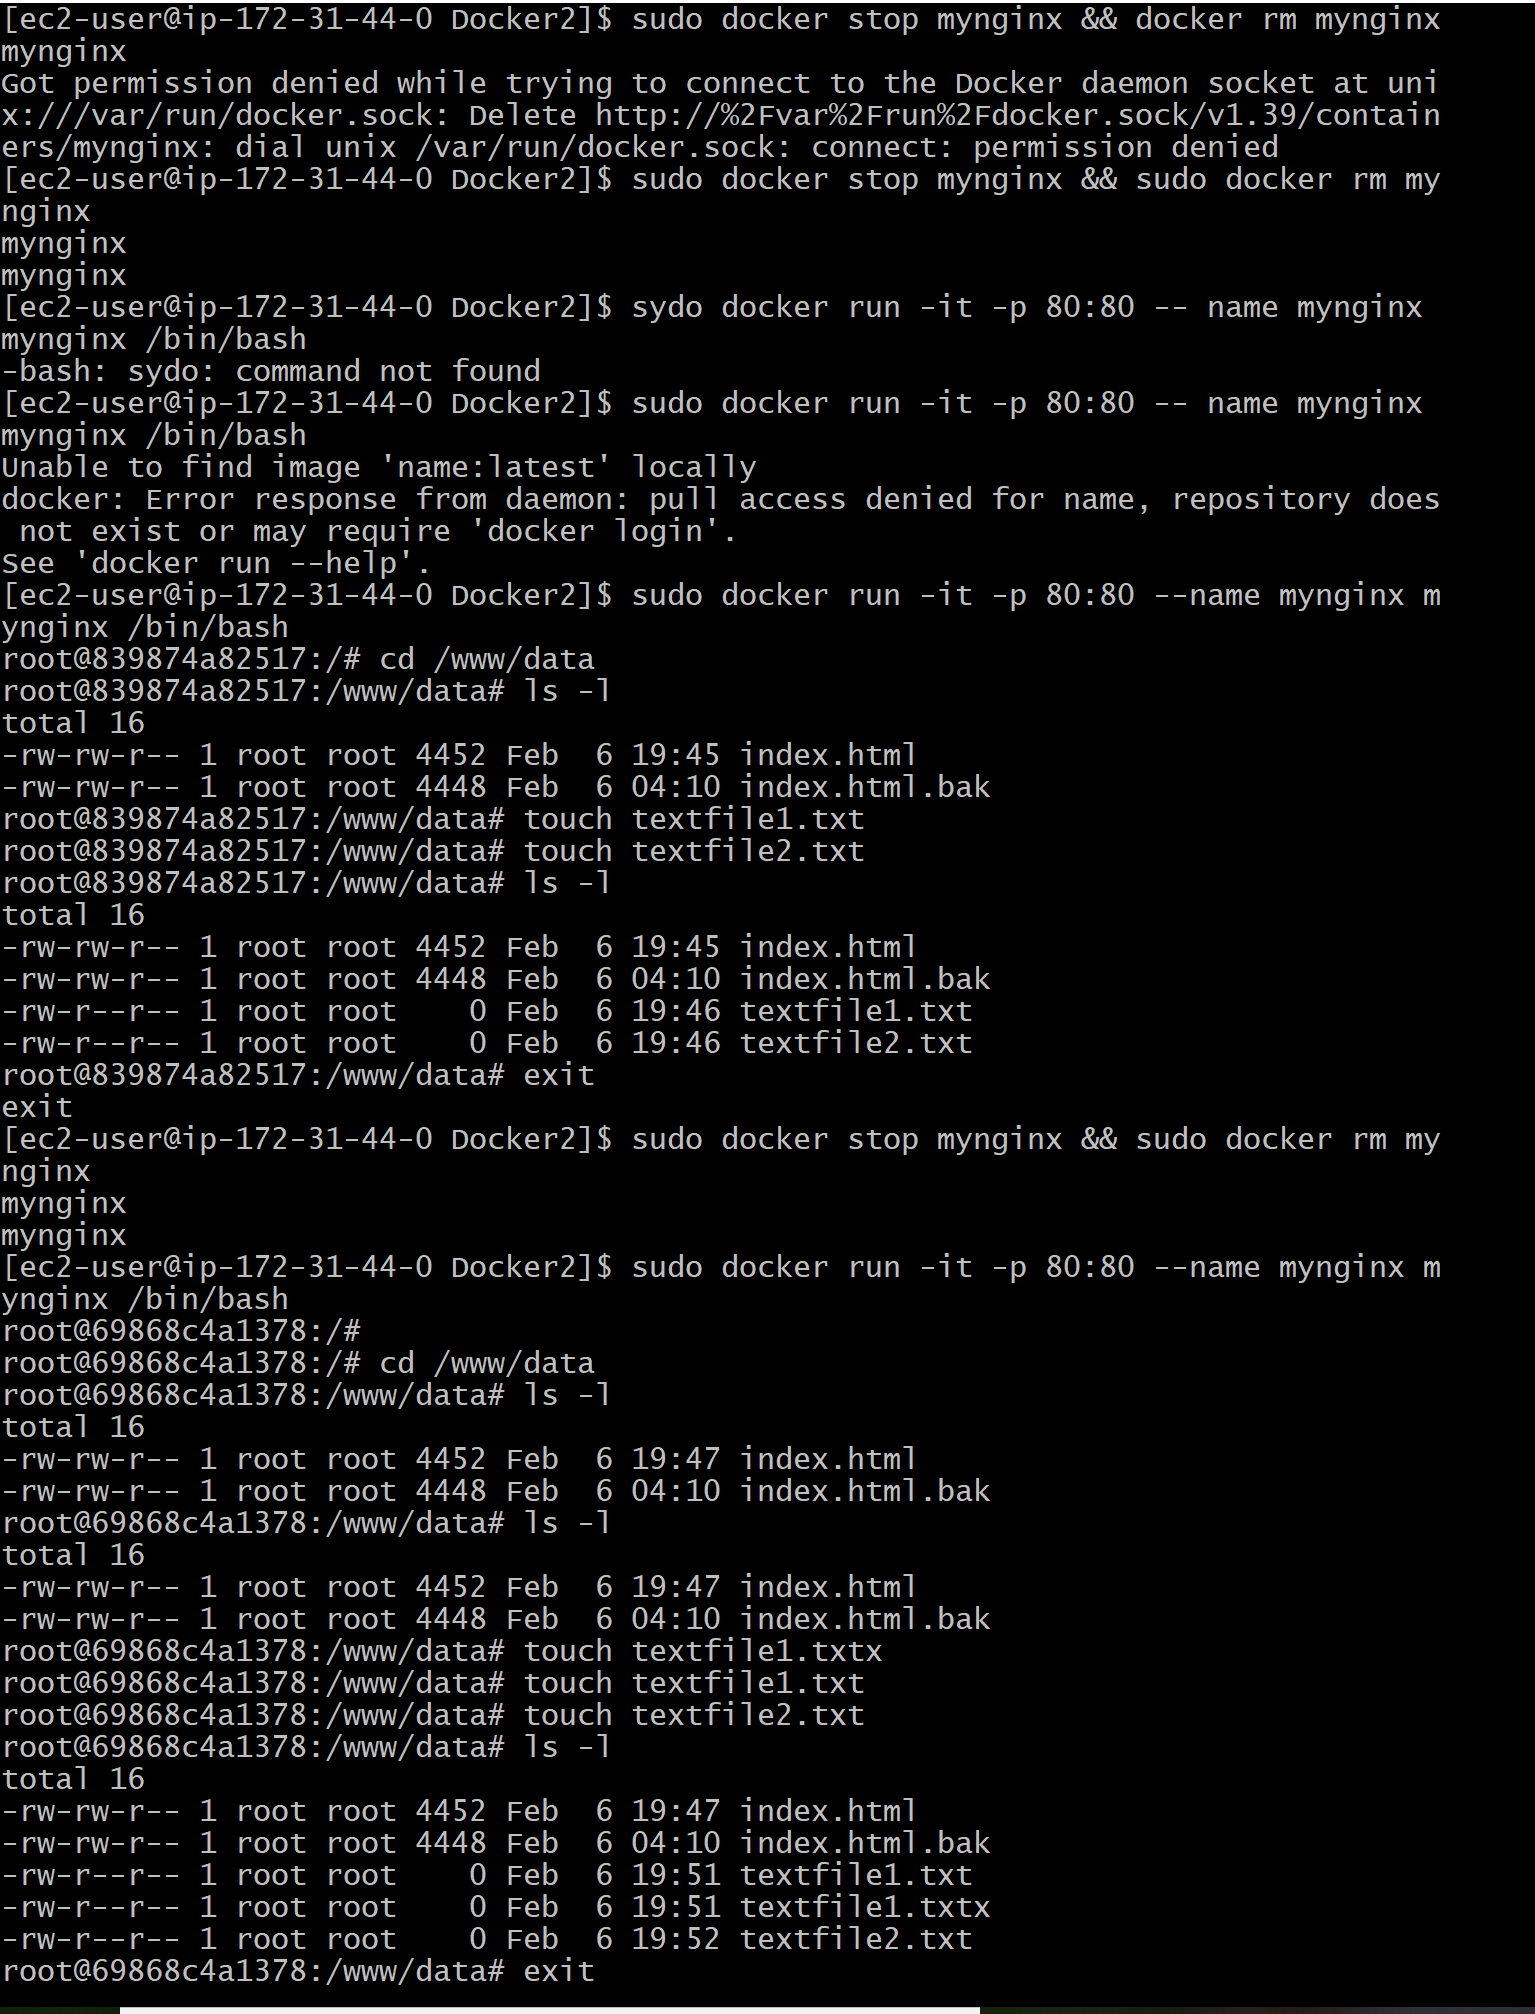 [ec2-user@ip-172-31-44-0 Docker2]$ sudo docker stop mynginx && docker rm mynginx
mynginx
Got permission denied while trying to connect to the Docker daemon socket at uni
x:///var/run/docker.sock: Delete http://%2Fvar%2Frun%2Fdocker.sock/v1.39/contain
ers/mynginx: dial unix /var/run/docker.sock: connect: permission denied
[ec2-user@ip-172-31-44-0 Docker2]$ sudo docker stop mynginx && sudo docker rm my
nginx
mynginx
mynginx
[ec2-user@ip-172-31-44-0 Docker2]$ sydo docker run -it -p 80:80 -- name mynginx
mynginx /bin/bash
-bash: sydo: command not found
[ec2-user@ip-172-31-44-0 Docker2]$ sudo docker run -it -p 80:80 -- name mynginx
mynginx /bin/bash
Unable to find image 'name:latest' locally
docker: Error response from daemon: pull access denied for name, repository does
 not exist or may require 'docker login'.
See 'docker run --help'.
[ec2-user@ip-172-31-44-0 Docker2]$ sudo docker run -it -p 80:80 --name mynginx m
ynginx /bin/bash
root@839874a82517:/# cd /www/data
root@839874a82517:/www/data# ls -l
total 16
-rw-rw-r-- 1 root root 4452 Feb  6 19:45 index.html
-rw-rw-r-- 1 root root 4448 Feb  6 04:10 index.html.bak
root@839874a82517:/www/data# touch textfile1.txt
root@839874a82517:/www/data# touch textfile2.txt
root@839874a82517:/www/data# ls -l
total 16
-rw-rw-r-- 1 root root 4452 Feb  6 19:45 index.html
-rw-rw-r-- 1 root root 4448 Feb  6 04:10 index.html.bak
-rw-r--r-- 1 root root    0 Feb  6 19:46 textfile1.txt
-rw-r--r-- 1 root root    0 Feb  6 19:46 textfile2.txt
root@839874a82517:/www/data# exit
exit
[ec2-user@ip-172-31-44-0 Docker2]$ sudo docker stop mynginx && sudo docker rm my
nginx
mynginx
mynginx
[ec2-user@ip-172-31-44-0 Docker2]$ sudo docker run -it -p 80:80 --name mynginx m
ynginx /bin/bash
root@69868c4a1378:/#
root@69868c4a1378:/# cd /www/data
root@69868c4a1378:/www/data# ls -l
total 16
-rw-rw-r-- 1 root root 4452 Feb  6 19:47 index.html
-rw-rw-r-- 1 root root 4448 Feb  6 04:10 index.html.bak
root@69868c4a1378:/www/data# ls -l
total 16
-rw-rw-r-- 1 root root 4452 Feb  6 19:47 index.html
-rw-rw-r-- 1 root root 4448 Feb  6 04:10 index.html.bak
root@69868c4a1378:/www/data# touch textfile1.txtx
root@69868c4a1378:/www/data# touch textfile1.txt
root@69868c4a1378:/www/data# touch textfile2.txt
root@69868c4a1378:/www/data# ls -l
total 16
-rw-rw-r-- 1 root root 4452 Feb  6 19:47 index.html
-rw-rw-r-- 1 root root 4448 Feb  6 04:10 index.html.bak
-rw-r--r-- 1 root root    0 Feb  6 19:51 textfile1.txt
-rw-r--r-- 1 root root    0 Feb  6 19:51 textfile1.txtx
-rw-r--r-- 1 root root    0 Feb  6 19:52 textfile2.txt
root@69868c4a1378:/www/data# exit